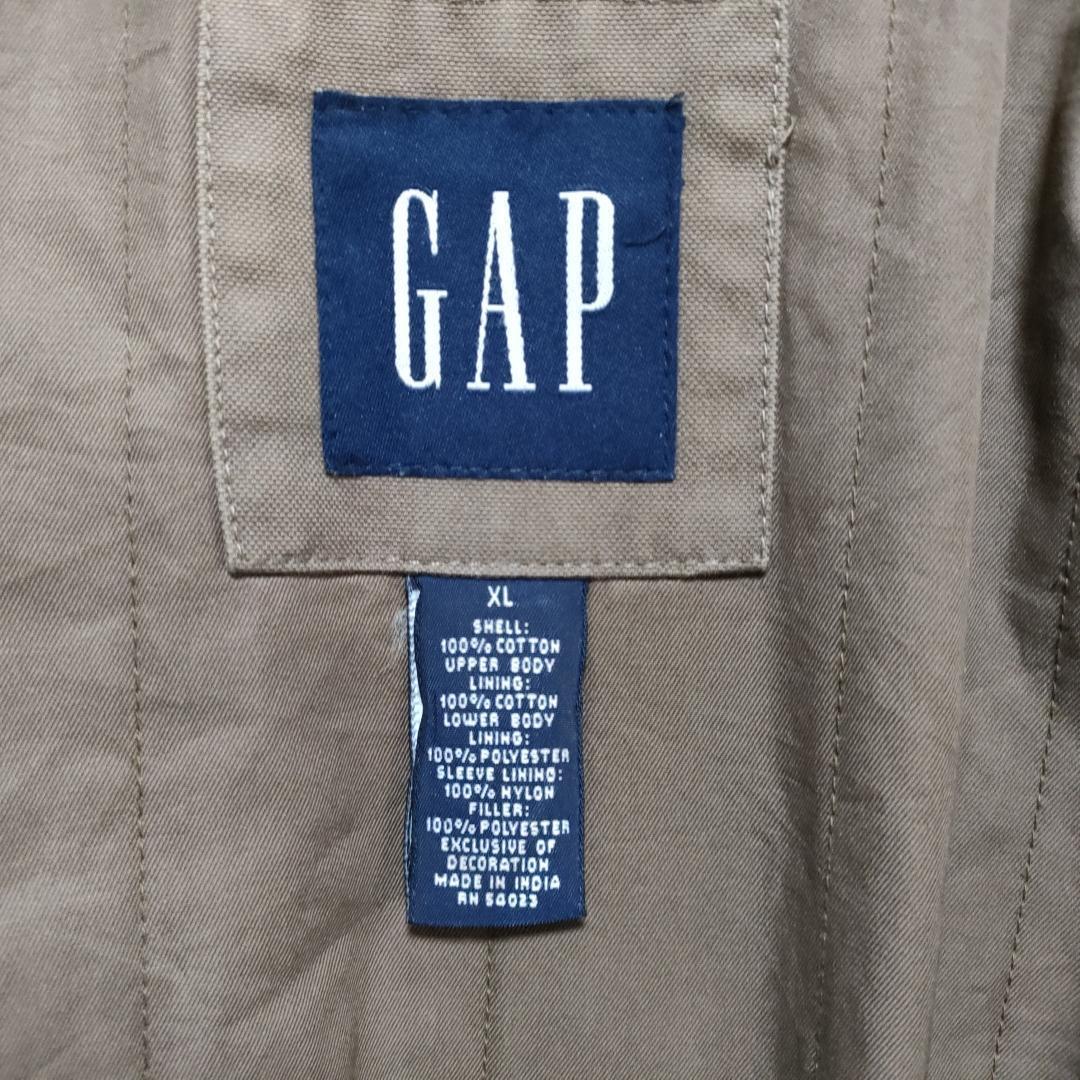 GAP
XL
SHELL:
100% COTTON
UPPER BODY
LINING:
100% COTTON
LOWER BODY
LINING:
100% POLYESTER
SLEEVE LINING:
100% NYLON
FILLER:
100% POLYESTER
EXCLUSIVE OF
DECORATION
MADE IN INDIA
RN 54023